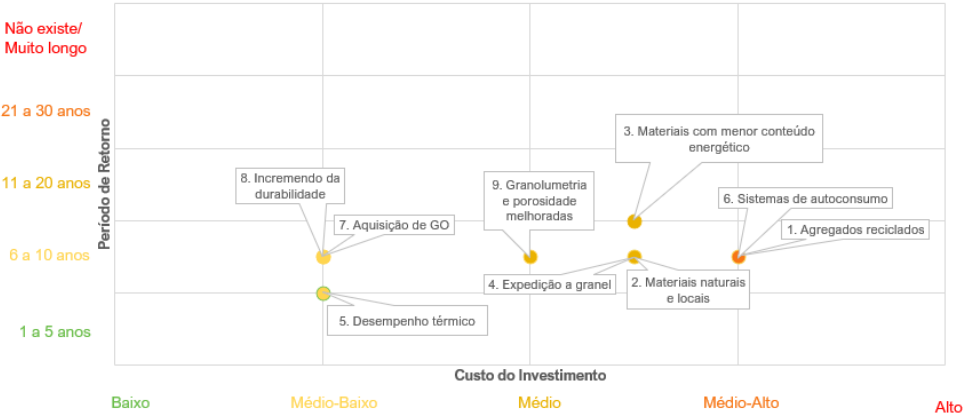 Não existe/
Muito longo
21 a 30 anos
11 a 20 anos
6 a 10 anos
1 a 5 anos
Período de Retorno
3. Materiais com menor conteúdo
energético
8. Incremendo da
durabilidade
9. Granolumetria
e porosidade
melhoradas
6. Sistemas de autoconsumo
7. Aquisição de GO
1. Agregados reciclados
4. Expedição a granel
2. Materiais naturais
e locais
5. Desempenho térmico
Custo do Investimento
Baixo
Médio-Baixo
Médio
Médio-Alto
Alto